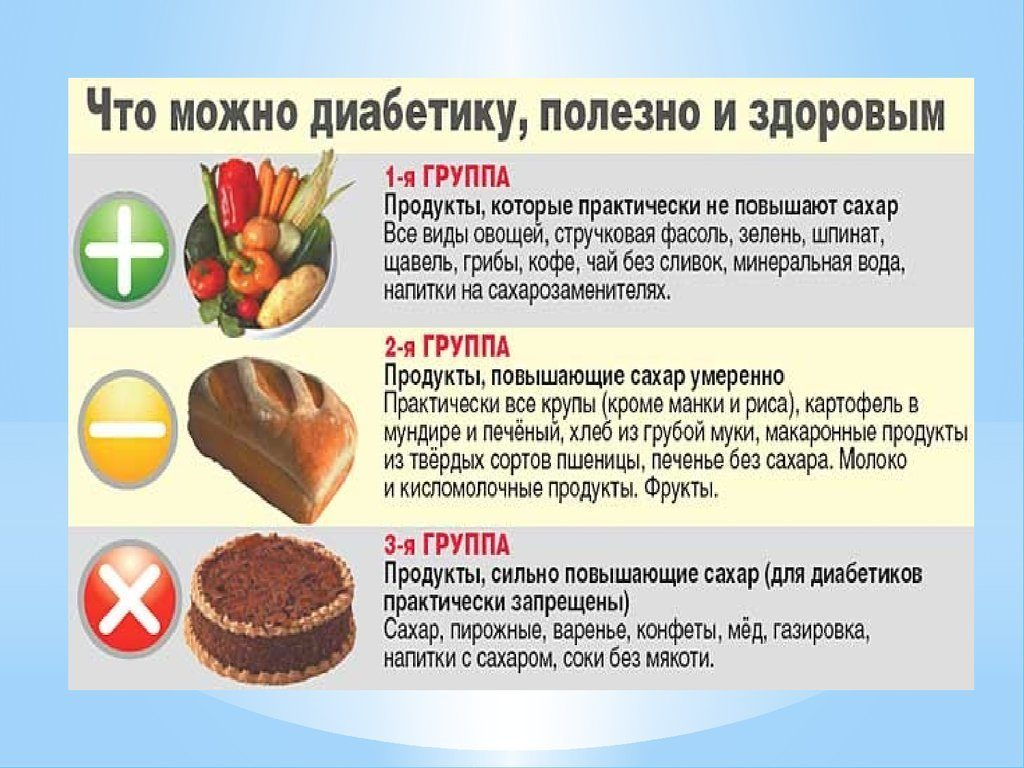 Что можно диабетику, полезно и здоровым
1-я ГРУППА
Продукты, которые практически не повышают сахар
Все виды овощей, стручковая фасоль, зелень, шпинат,
щавель, грибы, кофе, чай без сливок, минеральная вода,
напитки на сахарозаменителях.
2-я ГРУППА
Продукты, повышающие сахар умеренно
Практически все крупы (кроме манки и риса), картофель в
мундире и печёный, хлеб из грубой муки, макаронные продукты
из твёрдых сортов пшеницы, печенье без сахара. Молоко
и кисломолочные продукты. Фрукты.
3-я ГРУППА
Продукты, сильно повышающие сахар (для диабетиков
практически запрещены)
Сахар, пирожные, варенье, конфеты, мёд, газировка,
напитки с сахаром, соки без мякоти.